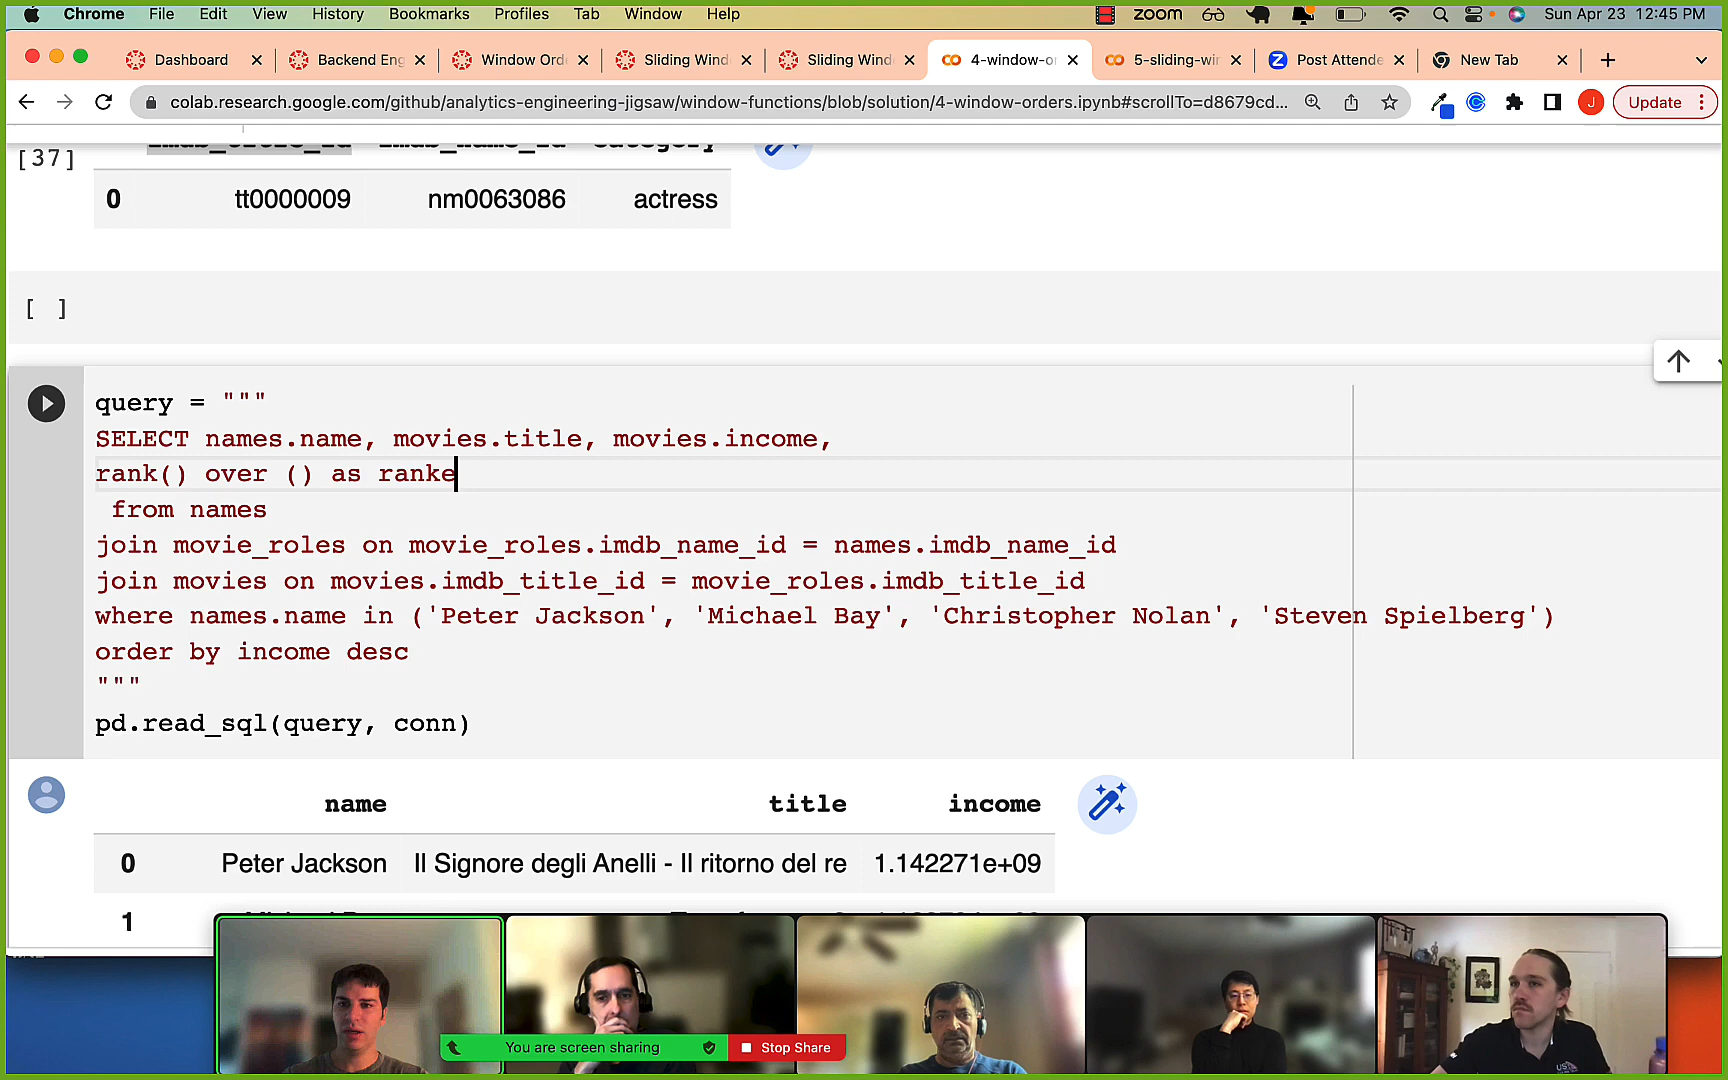 Chrome File Edit View History Bookmarks Profiles Tab Window Help zoom Sun Apr 23 12:45 PM
Dashboard Backend Eng Window Ord Sliding Wind Sliding Wind 4-window-or 5-sliding-wi Post Attende New Tab
colab.research.google.com/github/analytics-engineering-jigsaw/window-functions/blob/solution/4-window-orders.ipynb#scrollTo=d8679cd... J Update
[37] imdb_title_id imdb_name_id category
0 tt0000009 nm0063086 actress
[ ]
query = """
SELECT names.name, movies.title, movies.income,
rank() over () as ranke
from names
join movie_roles on movie_roles.imdb_name_id = names.imdb_name_id
join movies on movies.imdb_title_id = movie_roles.imdb_title_id
where names.name in ('Peter Jackson', 'Michael Bay', 'Christopher Nolan', 'Steven Spielberg')
order by income desc
"""
pd.read_sql(query, conn)
name title income
0 Peter Jackson Il Signore degli Anelli - Il ritorno del re 1.142271e+09
1
You are screen sharing Stop Share